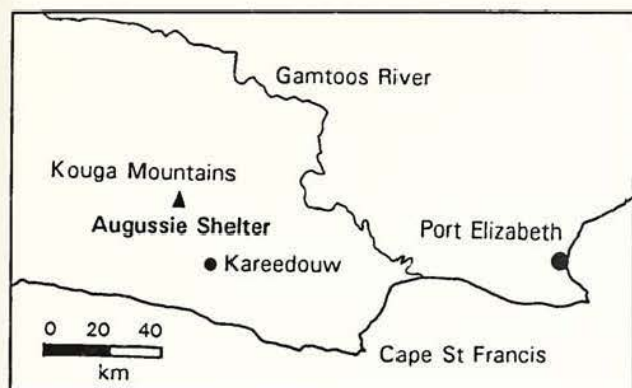 Gamtoos River
Kouga Mountains
Augussie Shelter
Port Elizabeth
Kareedouw
0 20 40
km
Cape St Francis